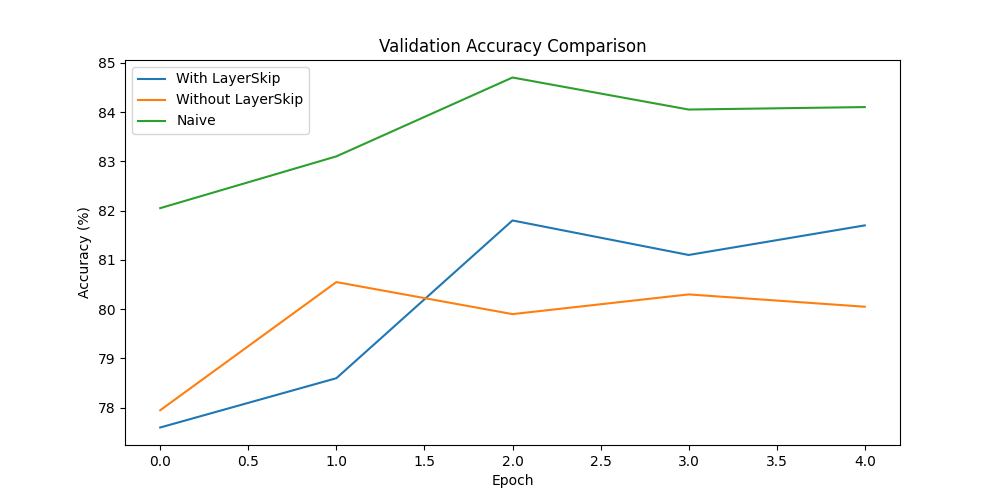 Validation Accuracy Comparison
With LayerSkip
Without LayerSkip
Naive
Accuracy (%)
85
84
83
82
81
80
79
78
0.0 0.5 1.0 1.5 2.0 2.5 3.0 3.5 4.0
Epoch